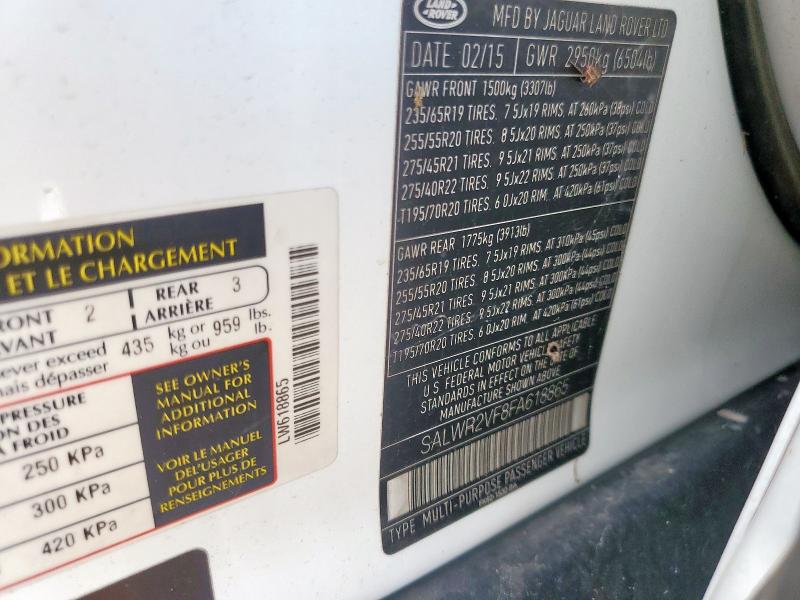 ORMATION
ET LE CHARGEMENT
FRONT 2 REAR 3
VANT ARRIÈRE
ever exceed 435 kg or 959 lbs.
mais dépasser kg ou lb.
PRESSURE
ON DES
À FROID
250 KPa
300 KPa
420 KPa
SEE OWNER'S
MANUAL FOR
ADDITIONAL
INFORMATION
VOIR LE MANUEL
DE L'USAGER
POUR PLUS DE
RENSEIGNEMENTS
LW618865
LAND
ROVER
MFD BY JAGUAR LAND ROVER LTD
DATE: 02/15 GWR 2950kg (6504lb)
GAWR FRONT 1500kg (3307lb)
235/65R19 TIRES, 7 5Jx19 RIMS, AT 260kPa (38psi) COLD
255/55R20 TIRES, 8 5Jx20 RIMS, AT 250kPa (37psi) COLD
275/45R21 TIRES, 9 5Jx21 RIMS, AT 250kPa (37psi) COLD
275/40R22 TIRES, 9 5Jx22 RIMS, AT 250kPa (37psi) COLD
T195/70R20 TIRES, 6 0Jx20 RIM, AT 420kPa (61psi) COLD
GAWR REAR 1775kg (3913lb)
235/65R19 TIRES, 7 5Jx19 RIMS, AT 310kPa (45psi) COLD
255/55R20 TIRES, 8 5Jx20 RIMS, AT 300kPa (44psi) COLD
275/45R21 TIRES, 9 5Jx21 RIMS, AT 300kPa (44psi) COLD
275/40R22 TIRES, 9 5Jx22 RIMS, AT 300kPa (44psi) COLD
T195/70R20 TIRES, 6 0Jx20 RIM, AT 420kPa (61psi) COLD
THIS VEHICLE CONFORMS TO ALL APPLICABLE
U.S. FEDERAL MOTOR VEHICLE SAFETY
STANDARDS IN EFFECT ON THE DATE OF
MANUFACTURE SHOWN ABOVE
SALWR2VF8FA618865
TYPE MULTI-PURPOSE PASSENGER VEHICLE